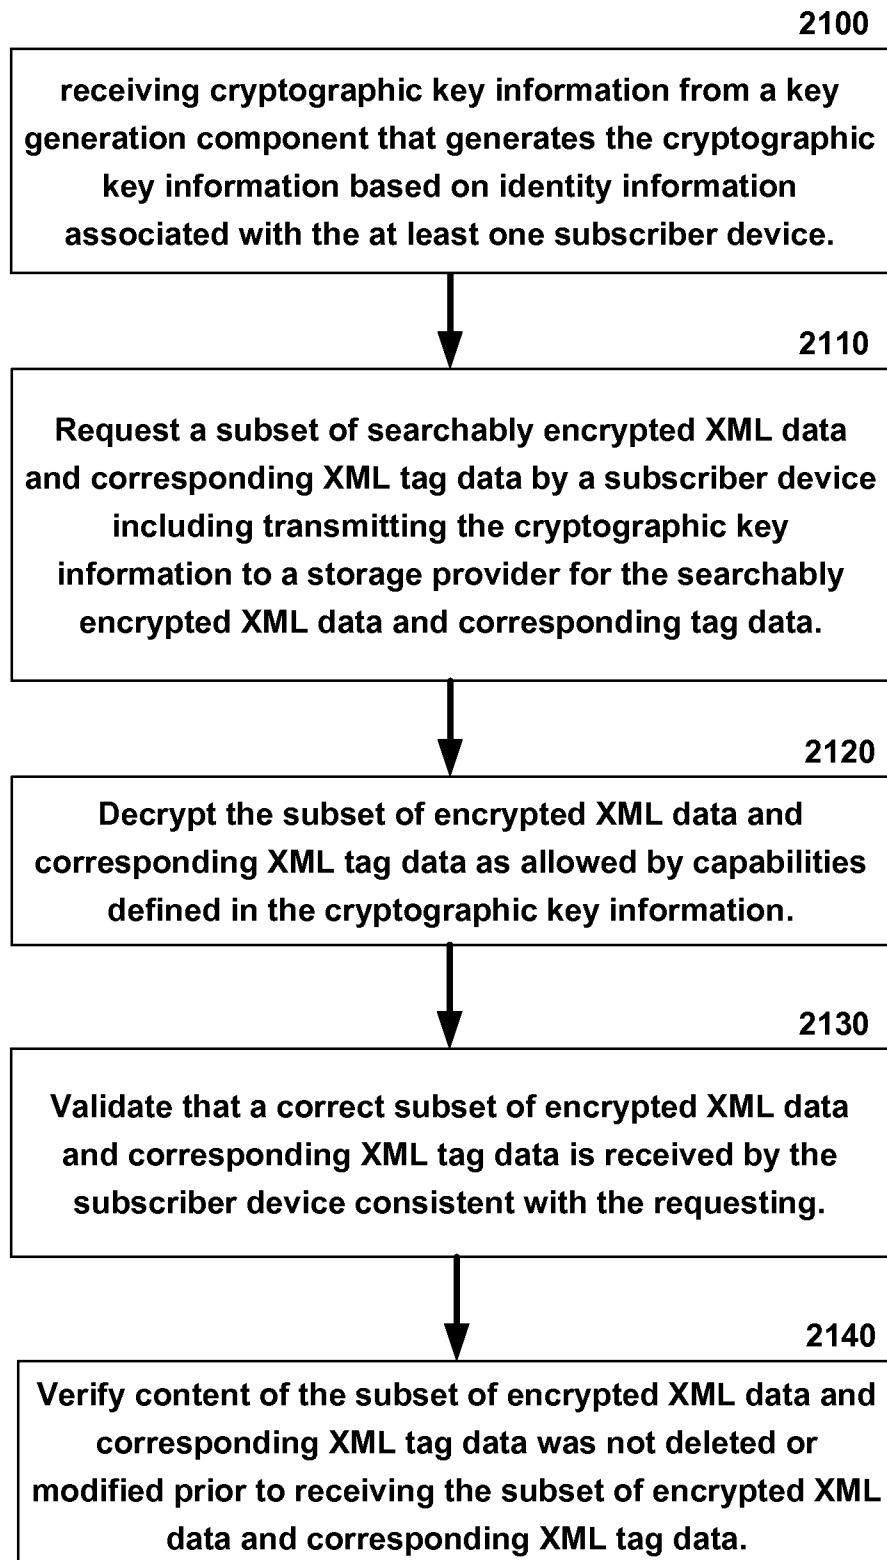 2100
receiving cryptographic key information from a key
generation component that generates the cryptographic
key information based on identity information
associated with the at least one subscriber device.
2110
Request a subset of searchably encrypted XML data
and corresponding XML tag data by a subscriber device
including transmitting the cryptographic key
information to a storage provider for the searchably
encrypted XML data and corresponding tag data.
2120
Decrypt the subset of encrypted XML data and
corresponding XML tag data as allowed by capabilities
defined in the cryptographic key information.
2130
Validate that a correct subset of encrypted XML data
and corresponding XML tag data is received by the
subscriber device consistent with the requesting.
2140
Verify content of the subset of encrypted XML data and
corresponding XML tag data was not deleted or
modified prior to receiving the subset of encrypted XML
data and corresponding XML tag data.